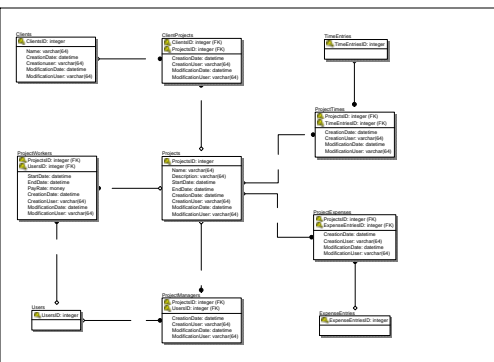 Clients
ClientsID: integer
Name: varchar(64)
CreationDate: datetime
Creationuser: varchar(64)
ModificationDate: datetime
ModificationUser: varchar(64)
ClientProjects
ClientsID: integer (FK)
ProjectsID: integer (FK)
CreationDate: datetime
CreationUser: varchar(64)
ModificationDate: datetime
ModificationUser: varchar(64)
TimeEntries
TimeEntriesID: integer
ProjectTimes
ProjectsID: integer (FK)
TimeEntriesID: integer (FK)
CreationDate: datetime
CreationUser: varchar(64)
ModificationDate: datetime
ModificationUser: varchar(64)
ProjectWorkers
ProjectsID: integer (FK)
UsersID: integer (FK)
StartDate: datetime
EndDate: datetime
PayRate: money
CreationDate: datetime
CreationUser: varchar(64)
ModificationDate: datetime
ModificationUser: varchar(64)
Projects
ProjectsID: integer
Name: varchar(64)
Description: varchar(64)
StartDate: datetime
EndDate: datetime
CreationDate: datetime
CreationUser: varchar(64)
ModificationDate: datetime
ModificationUser: varchar(64)
ProjectExpenses
ProjectsID: integer (FK)
ExpenseEntriesID: integer (FK)
CreationDate: datetime
CreationUser: varchar(64)
ModificationDate: datetime
ModificationUser: varchar(64)
Users
UsersID: integer
ProjectManagers
ProjectsID: integer (FK)
UsersID: integer (FK)
CreationDate: datetime
CreationUser: varchar(64)
ModificationDate: datetime
ModificationUser: varchar(64)
ExpenseEntries
ExpenseEntriesID: integer